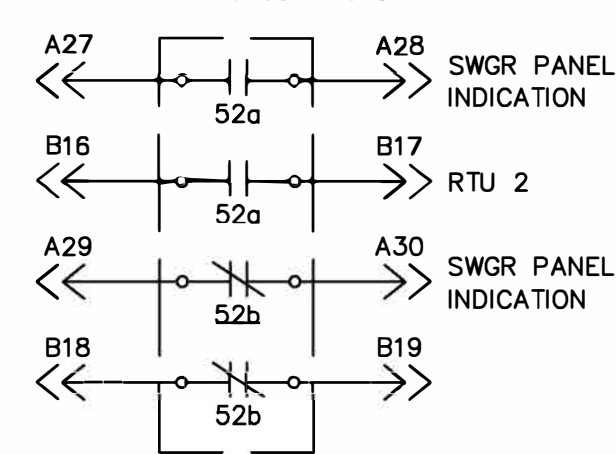 A27 A28
SWGR PANEL
INDICATION
52a
B16 B17
RTU 2
52a
A29 A30
SWGR PANEL
INDICATION
52b
B18 B19
52b